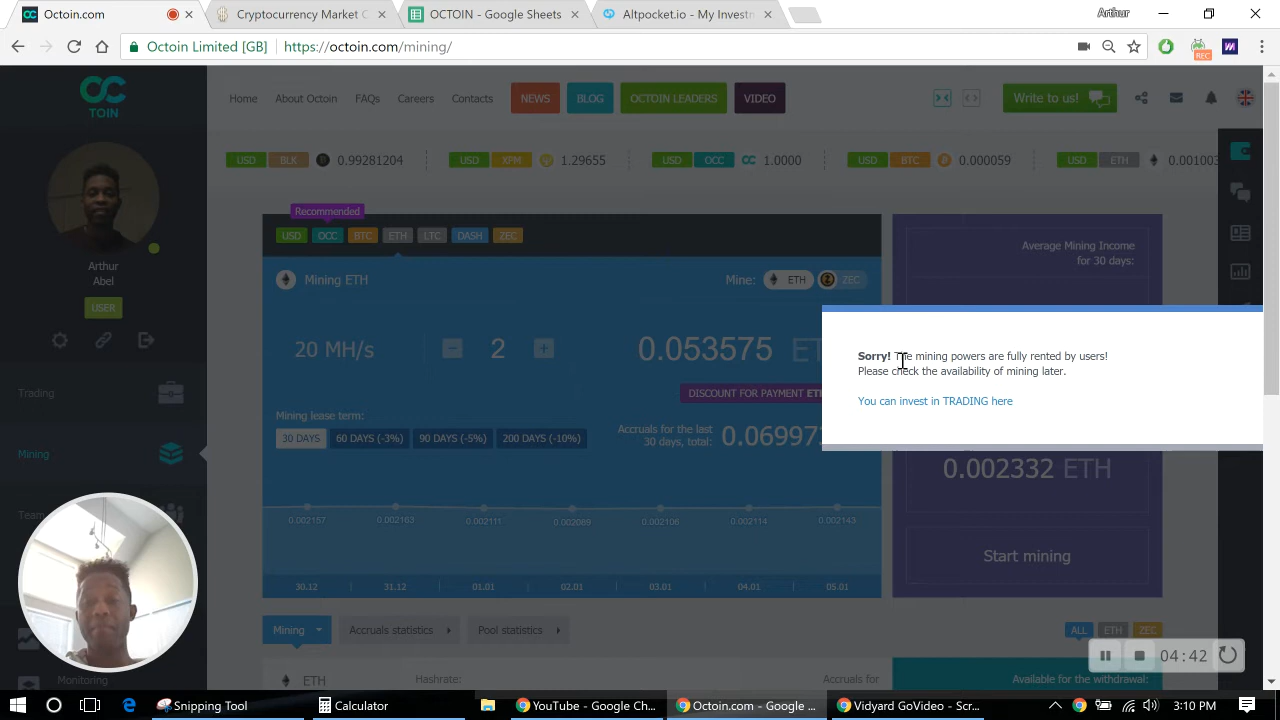 Octoin.com
Cryptocurrency Market C
OCTOIN - Google Sheets
Altpocket.io - My Investm
Arthur
Octoin Limited [GB]
https://octoin.com/mining/
REC
OC
TOIN
Home
About Octoin
FAQs
Careers
Contacts
NEWS
BLOG
OCTOIN LEADERS
VIDEO
Write to us!
USD BLK 0.99281204
USD XPM 1.29655
USD OCC 1.0000
USD BTC 0.000059
USD ETH 0.001003
Arthur
Abel
USER
Trading
Mining
Team
Monitoring
Recommended
USD OCC BTC ETH LTC DASH ZEC
Mining ETH
Mine: ETH ZEC
20 MH/s
2
0.053575 ETH
DISCOUNT FOR PAYMENT
Mining lease term:
30 DAYS
60 DAYS (-3%)
90 DAYS (-5%)
200 DAYS (-10%)
Accruals for the last
30 days, total:
0.069973
0.002157 0.002163 0.002111 0.002089 0.002106 0.002114 0.002143
30.12 31.12 01.01 02.01 03.01 04.01 05.01
Average Mining Income
for 30 days:
Sorry! The mining powers are fully rented by users!
Please check the availability of mining later.
You can invest in TRADING here
0.002332 ETH
Start mining
Mining
Accruals statistics
Pool statistics
ALL ETH ZEC
ETH
Hashrate:
Accruals for
Available for the withdrawal:
04:42
Snipping Tool
Calculator
YouTube - Google Ch...
Octoin.com - Google ...
Vidyard GoVideo - Scr...
3:10 PM